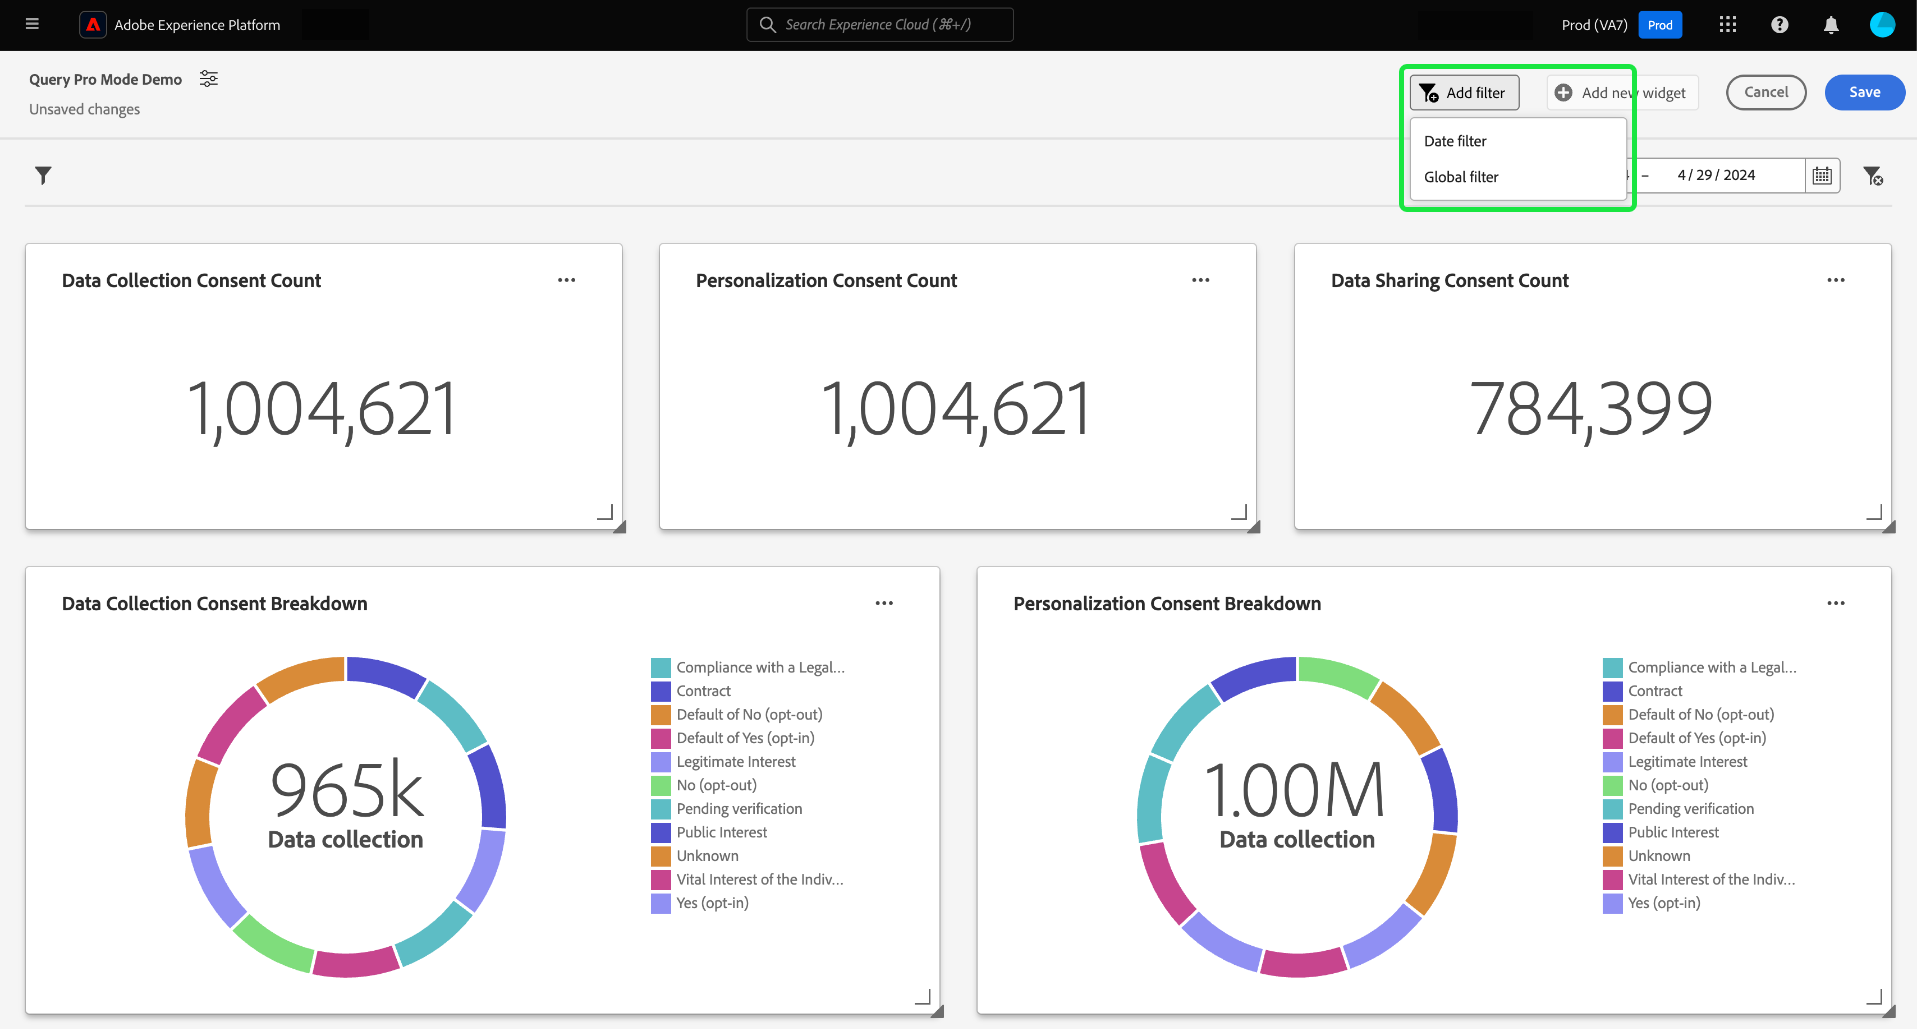 Adobe Experience Platform
Search Experience Cloud (⌘+/)
Prod (VA7)
Prod
Query Pro Mode Demo
Unsaved changes
Add filter
Add new widget
Cancel
Save
Date filter
Global filter
4 – 4 / 29 / 2024
Data Collection Consent Count
Personalization Consent Count
Data Sharing Consent Count
1,004,621
1,004,621
784,399
Data Collection Consent Breakdown
965k
Data collection
Compliance with a Legal...
Contract
Default of No (opt-out)
Default of Yes (opt-in)
Legitimate Interest
No (opt-out)
Pending verification
Public Interest
Unknown
Vital Interest of the Indiv...
Yes (opt-in)
Personalization Consent Breakdown
1.00M
Data collection
Compliance with a Legal...
Contract
Default of No (opt-out)
Default of Yes (opt-in)
Legitimate Interest
No (opt-out)
Pending verification
Public Interest
Unknown
Vital Interest of the Indiv...
Yes (opt-in)